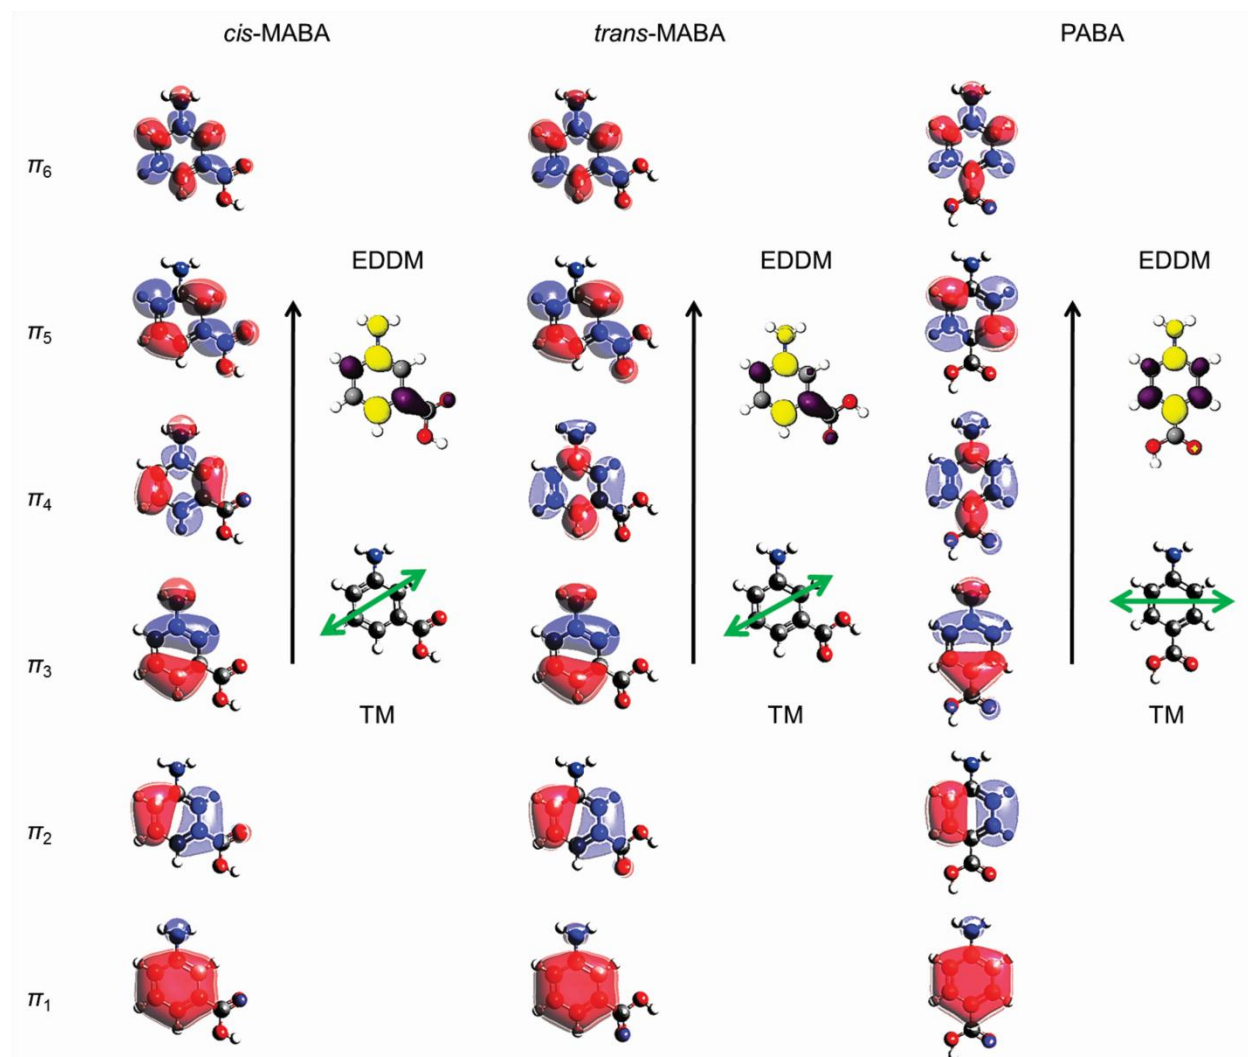 cis-MABA trans-MABA PABA
π6
EDDM EDDM EDDM
π5
π4
π3
TM TM TM
π2
π1